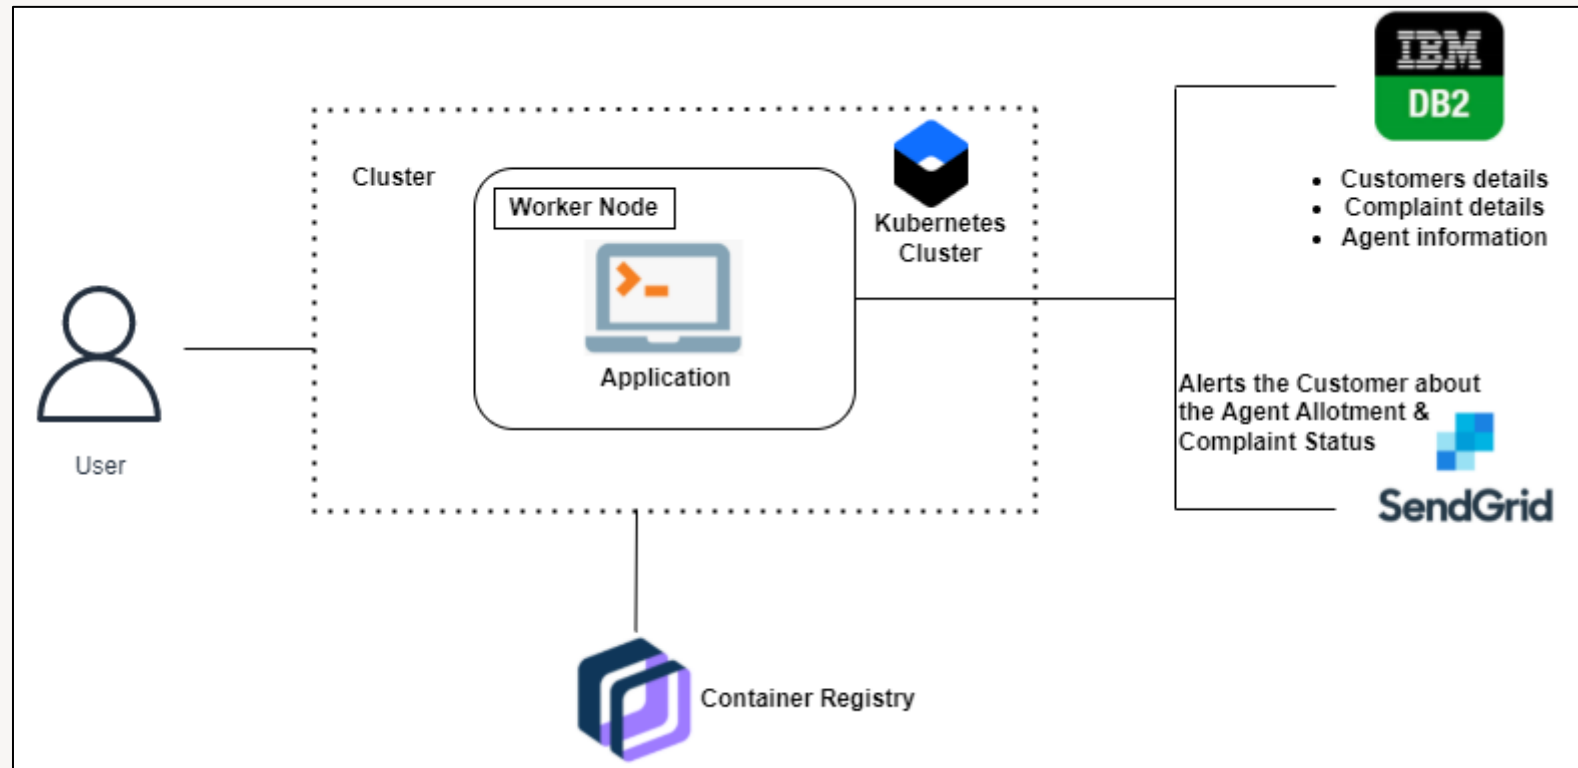 IBM
DB2
Customers details
Complaint details
Agent information
Cluster
Worker Node
Kubernetes
Cluster
Application
User
Alerts the Customer about
the Agent Allotment &
Complaint Status
SendGrid
Container Registry